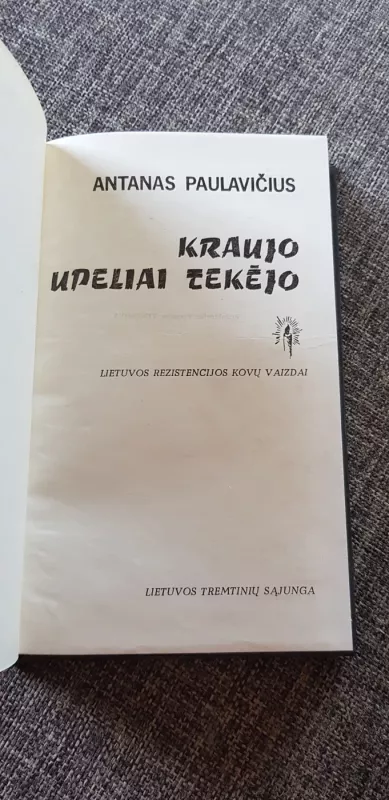 ANTANAS PAULAVIČIUS
KRAUJO
UPELIAI TEKĖJO
LIETUVOS REZISTENCIJOS KOVŲ VAIZDAI
LIETUVOS TREMTINIŲ SĄJUNGA